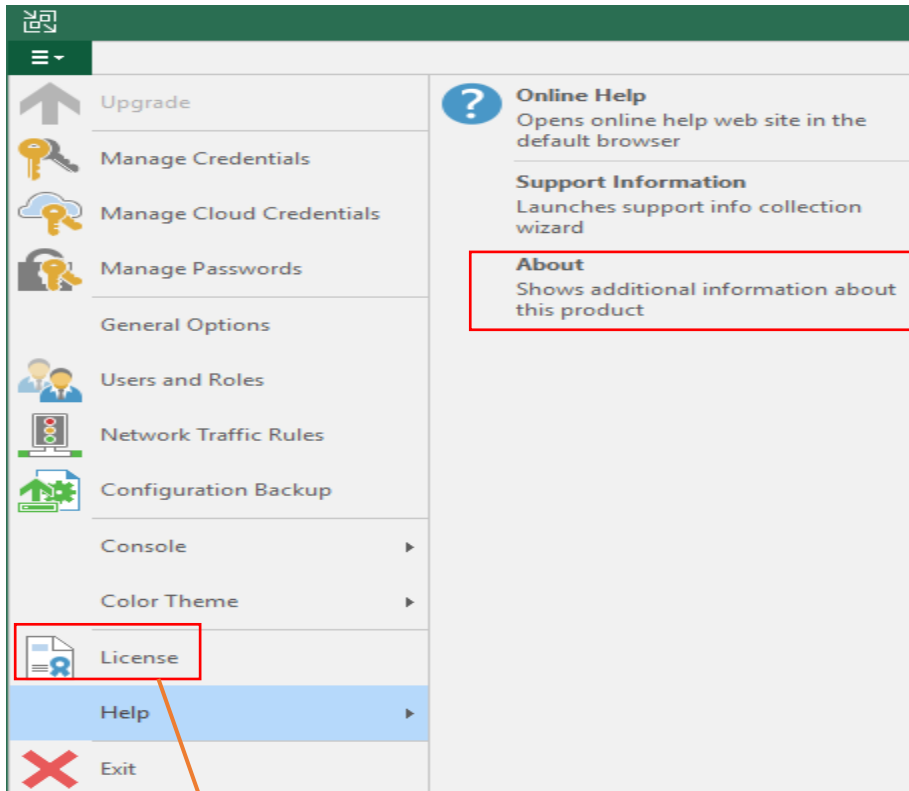 Upgrade
Manage Credentials
Manage Cloud Credentials
Manage Passwords
General Options
Users and Roles
Network Traffic Rules
Configuration Backup
Console
Color Theme
License
Help
Exit
Online Help
Opens online help web site in the
default browser
Support Information
Launches support info collection
wizard
About
Shows additional information about
this product